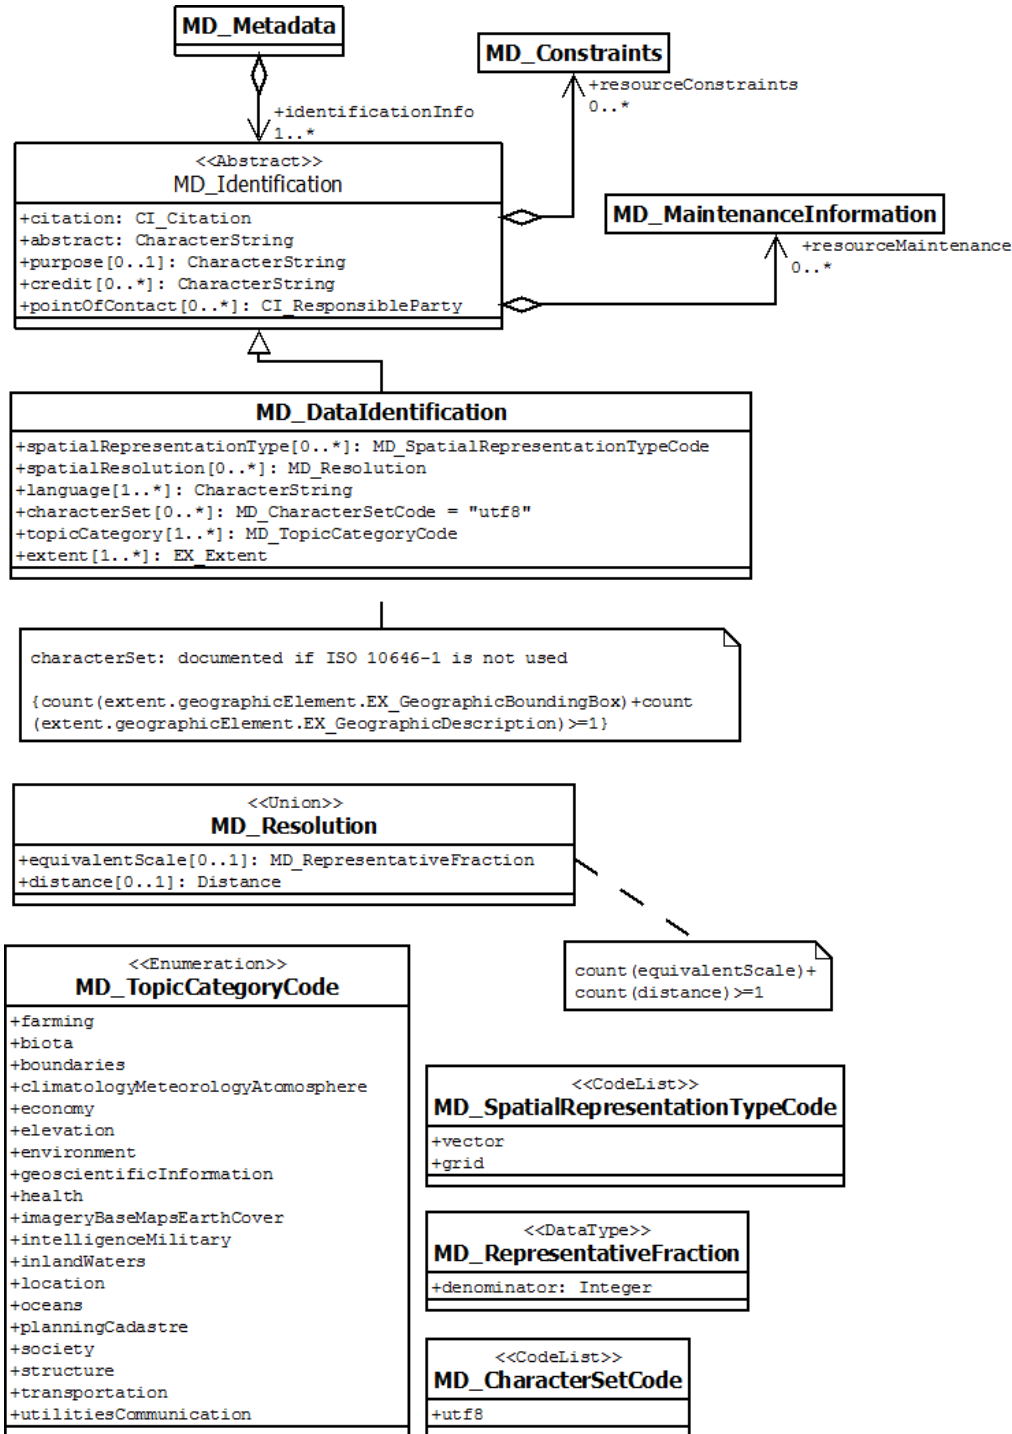 MD_Metadata
MD_Constraints
+resourceConstraints
0..*
+identificationInfo
1..*
<<Abstract>>
MD_Identification
+citation: CI_Citation
+abstract: CharacterString
+purpose[0..1]: CharacterString
+credit[0..*]: CharacterString
+pointOfContact[0..*]: CI_ResponsibleParty
MD_MaintenanceInformation
+resourceMaintenance
0..*
MD_DataIdentification
+spatialRepresentationType[0..*]: MD_SpatialRepresentationTypeCode
+spatialResolution[0..*]: MD_Resolution
+language[1..*]: CharacterString
+characterSet[0..*]: MD_CharacterSetCode = "utf8"
+topicCategory[1..*]: MD_TopicCategoryCode
+extent[1..*]: EX_Extent
characterSet: documented if ISO 10646-1 is not used
{count(extent.geographicElement.EX_GeographicBoundingBox)+count
(extent.geographicElement.EX_GeographicDescription)>=1}
<<Union>>
MD_Resolution
+equivalentScale[0..1]: MD_RepresentativeFraction
+distance[0..1]: Distance
count(equivalentScale)+
count(distance)>=1
<<Enumeration>>
MD_TopicCategoryCode
+farming
+biota
+boundaries
+climatologyMeteorologyAtomosphere
+economy
+elevation
+environment
+geoscientificInformation
+health
+imageryBaseMapsEarthCover
+intelligenceMilitary
+inlandWaters
+location
+oceans
+planningCadastre
+society
+structure
+transportation
+utilitiesCommunication
<<CodeList>>
MD_SpatialRepresentationTypeCode
+vector
+grid
<<DataType>>
MD_RepresentativeFraction
+denominator: Integer
<<CodeList>>
MD_CharacterSetCode
+utf8